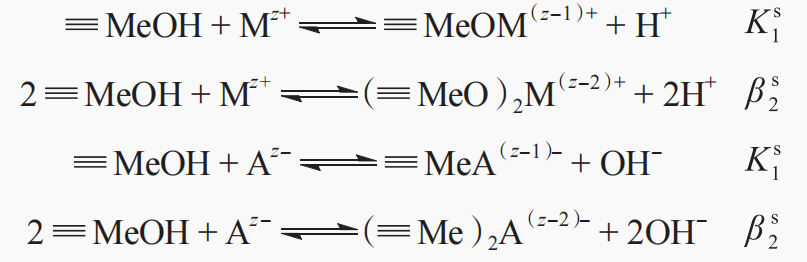 ≡MeOH + M^{z+} ⇌ ≡MeOM^{(z−1)+} + H^{+} K_{1}^{s}
2≡MeOH + M^{z+} ⇌ (≡MeO)_{2}M^{(z−2)+} + 2H^{+} β_{2}^{s}
≡MeOH + A^{z−} ⇌ ≡MeA^{(z−1)−} + OH^{−} K_{1}^{s}
2≡MeOH + A^{z−} ⇌ (≡Me)_{2}A^{(z−2)−} + 2OH^{−} β_{2}^{s}